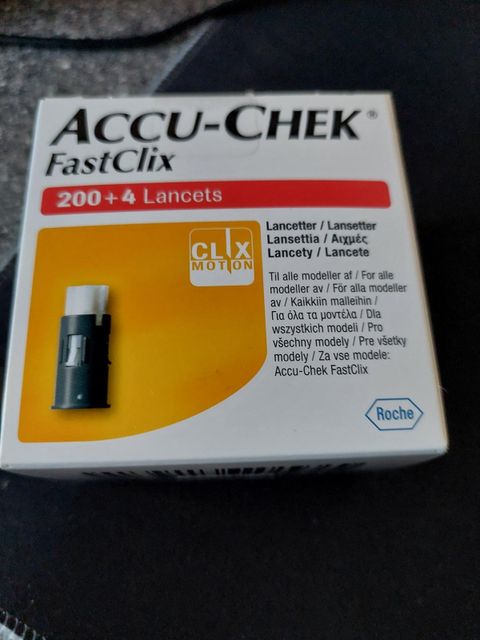 ACCU-CHEK®
FastClix
200+4 Lancets
CLIX
MOTION
Lancetter / Lansetter
Lansettia / Αιχμές
Lancety / Lancete
Til alle modeller af / For alle
modeller av / För alla modeller
av / Kaikkiin malleihin /
Για όλα τα μοντέλα / Dla
wszystkich modeli / Pro
všechny modely / Pre všetky
modely / Za vse modele:
Accu-Chek FastClix
Roche